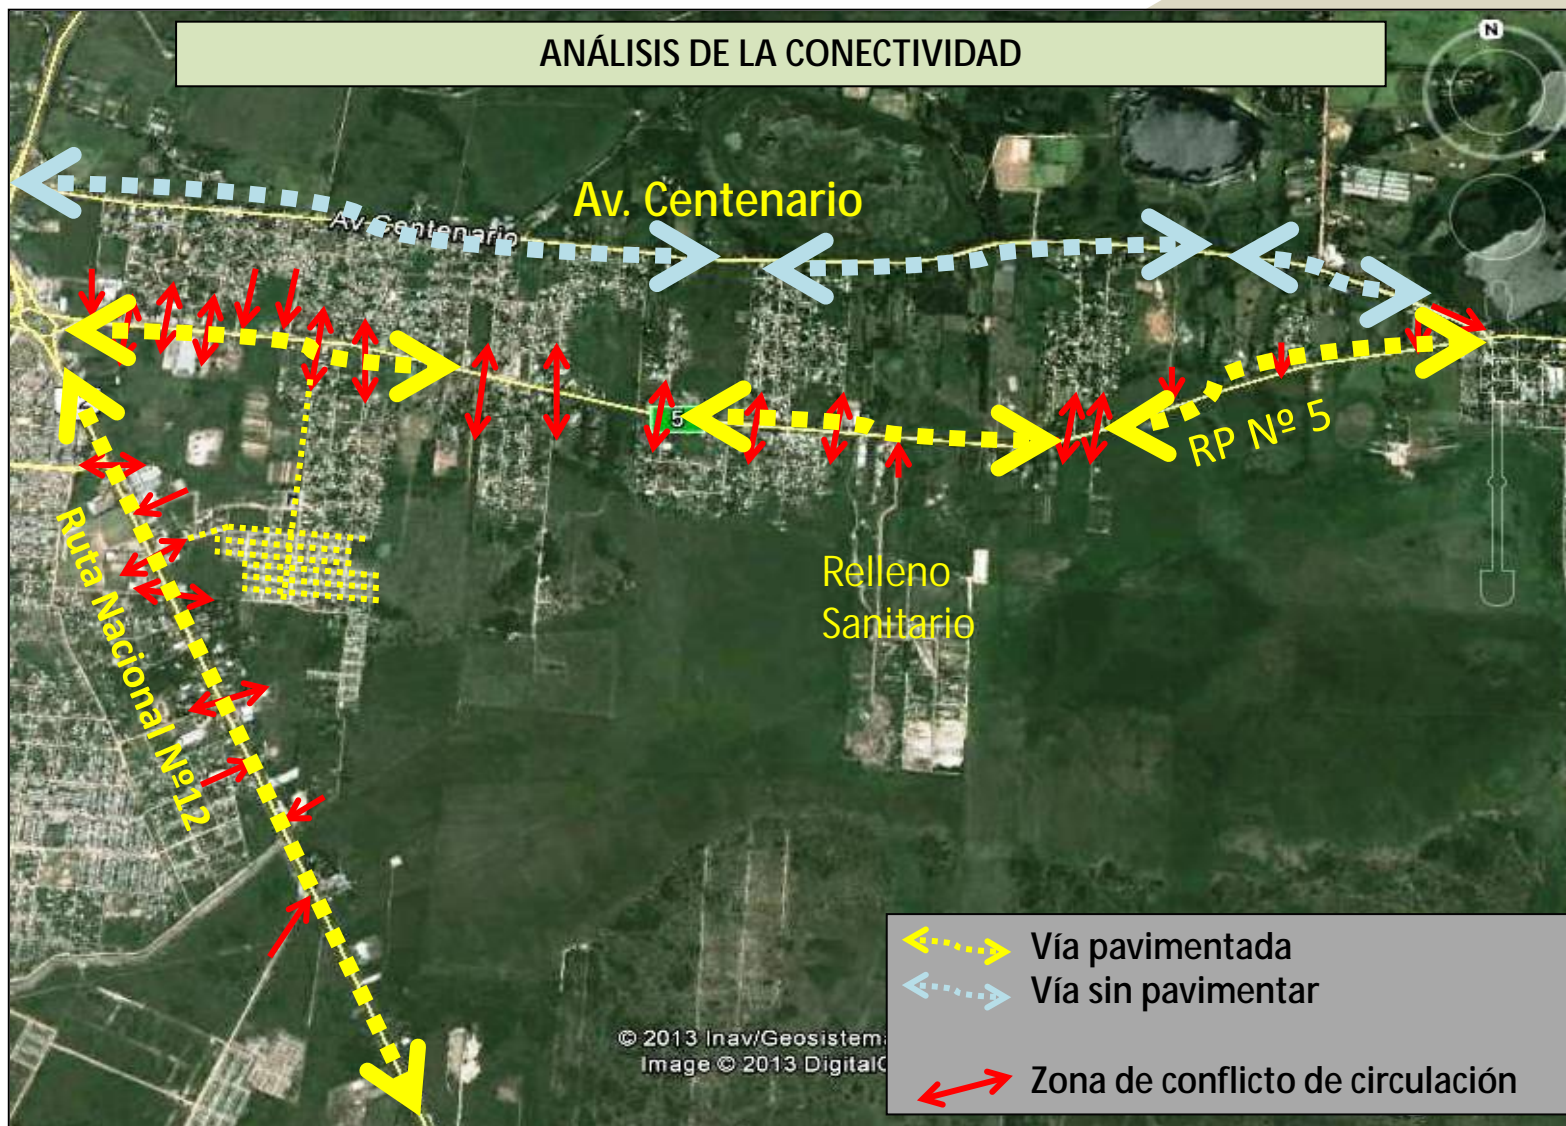 ANÁLISIS DE LA CONECTIVIDAD
N
Av. Centenario
Av Centenario
5
RP Nº 5
Ruta Nacional Nº12
Relleno
Sanitario
Vía pavimentada
Vía sin pavimentar
Zona de conflicto de circulación
© 2013 Inav/Geosistema
Image © 2013 Digital